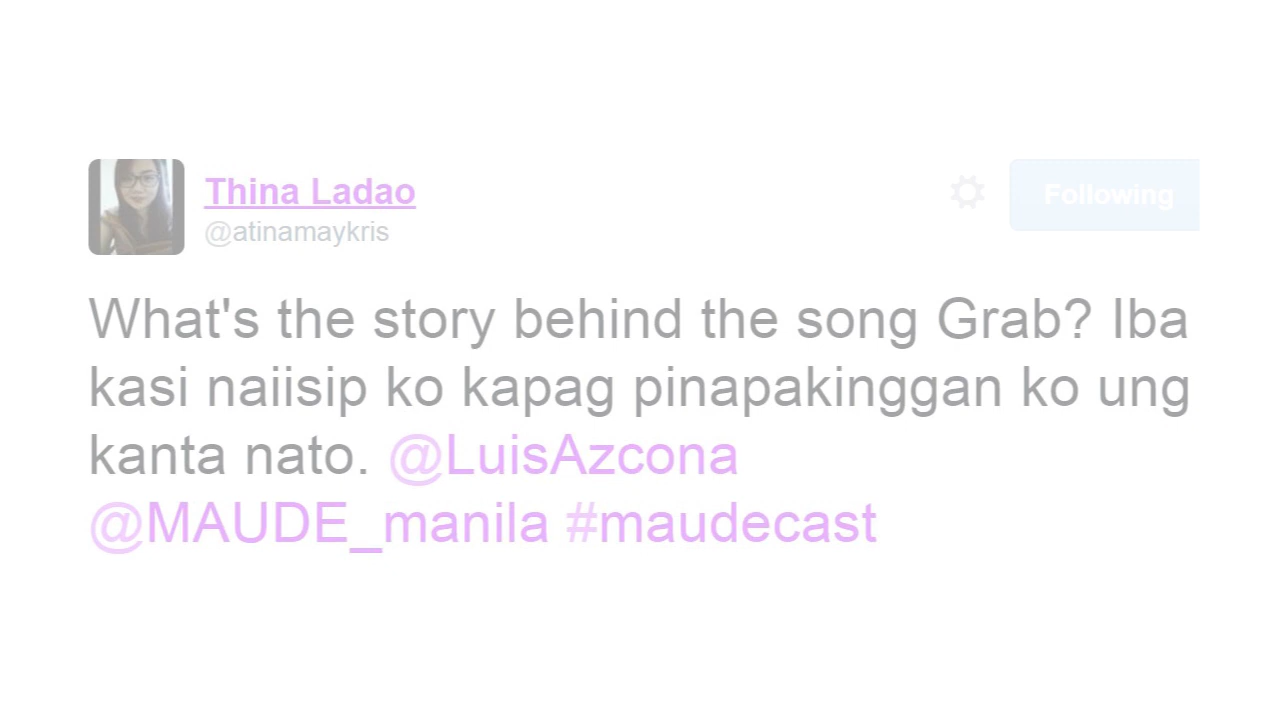 Thina Ladao
Following
@atinamaykris
What's the story behind the song Grab? Iba
kasi naiisip ko kapag pinapakinggan ko ung
kanta nato. @LuisAzcona
@MAUDE_manila #maudecast